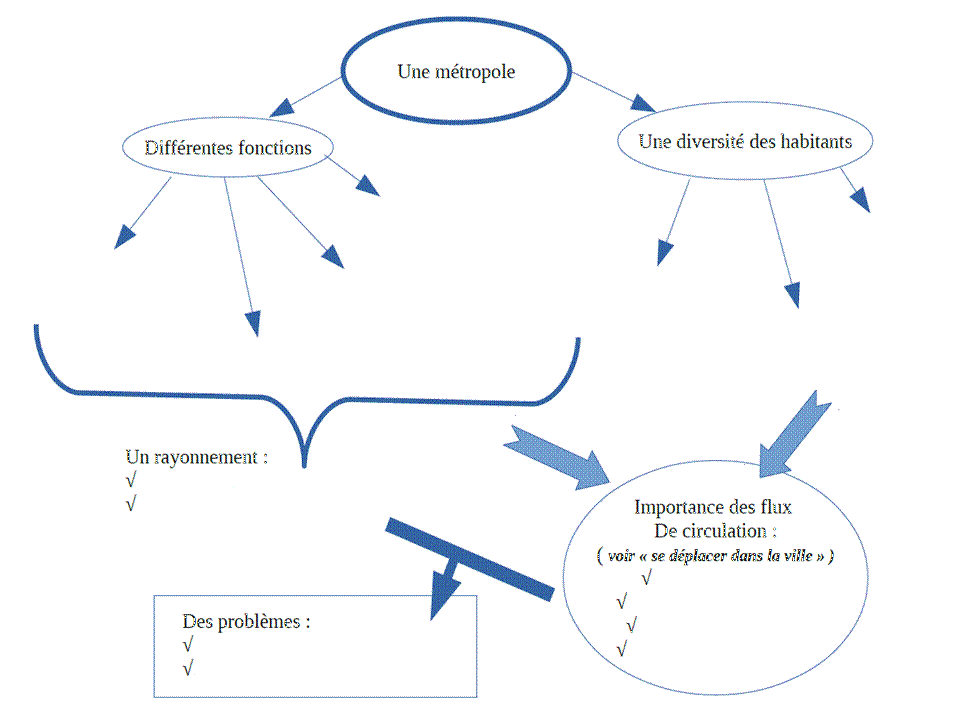 Une métropole
Différentes fonctions
Une diversité des habitants
Un rayonnement :
√
√
Importance des flux
De circulation :
( voir « se déplacer dans la ville » )
√
√
√
√
Des problèmes :
√
√